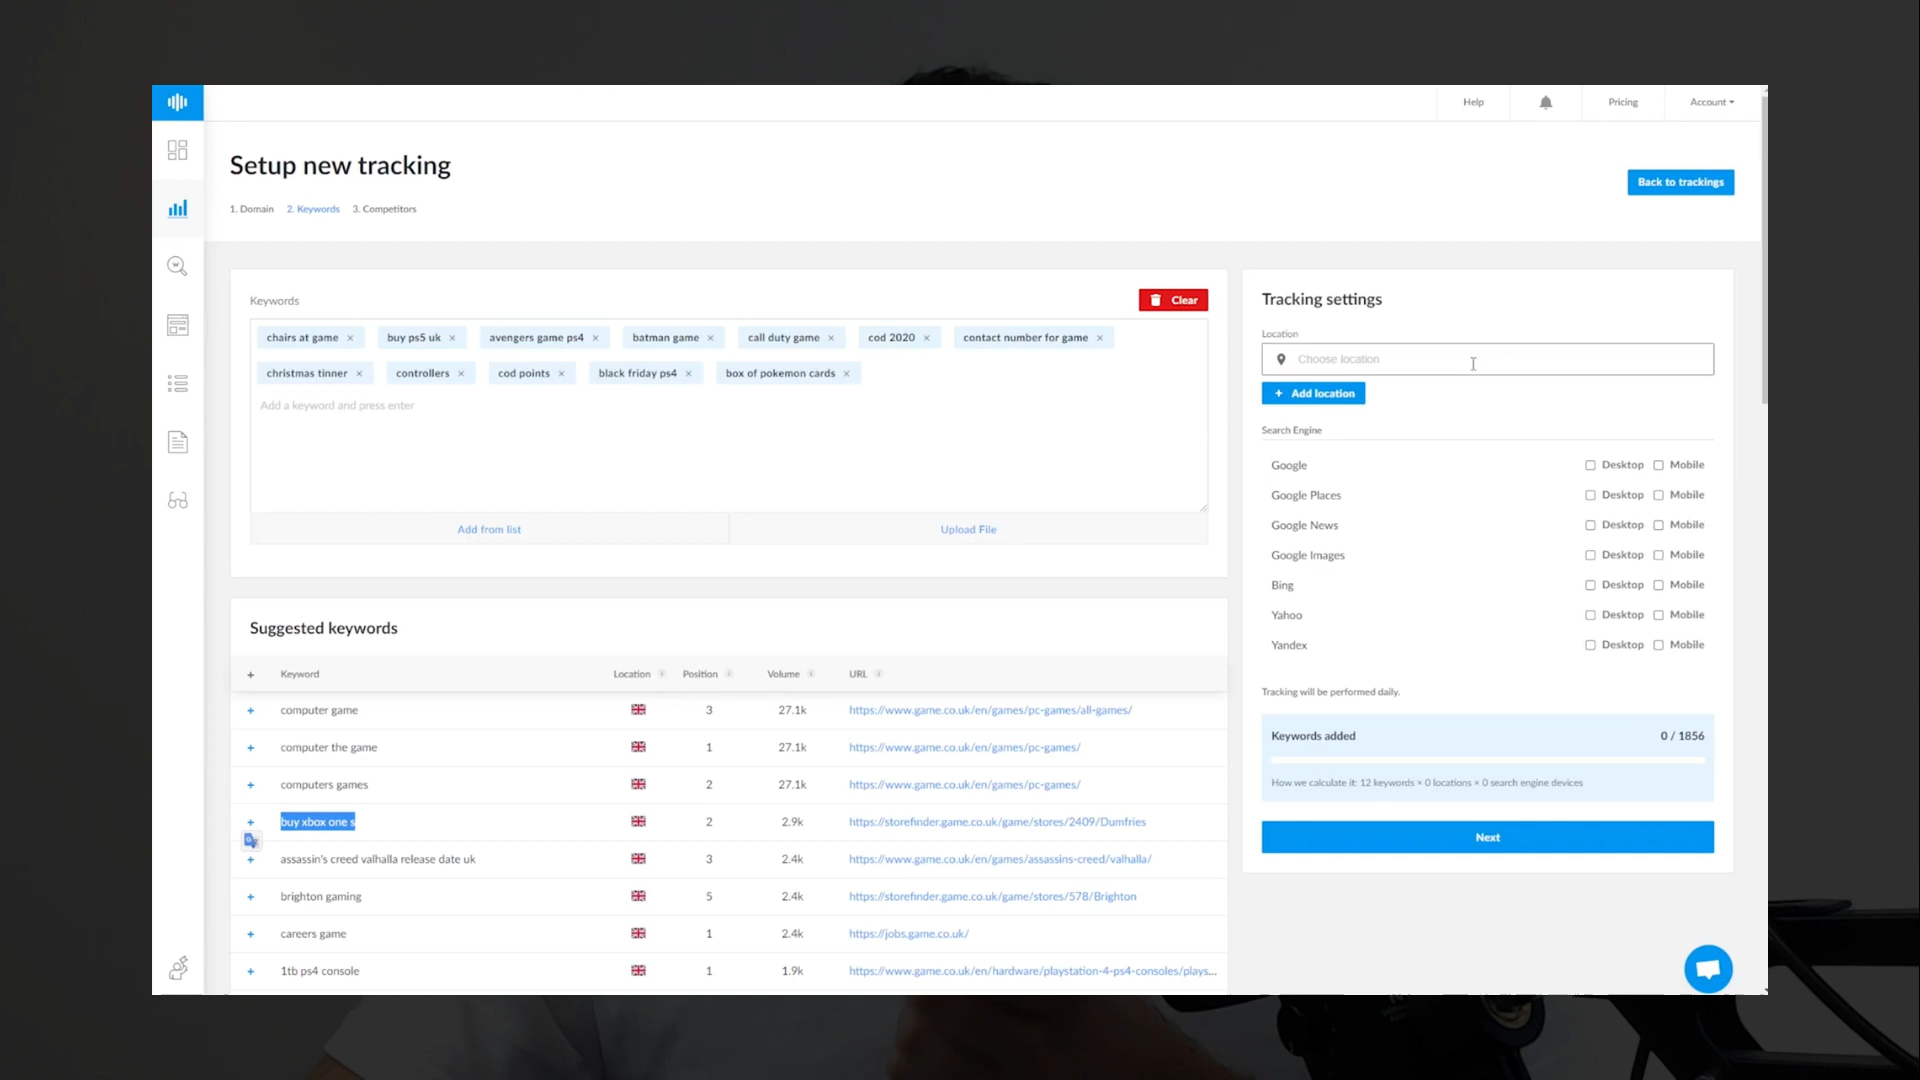 Help
Pricing
Account
Setup new tracking
Back to trackings
1. Domain 2. Keywords 3. Competitors
Keywords
Clear
chairs at game × buy ps5 uk × avengers game ps4 × batman game × call duty game × cod 2020 × contact number for game ×
christmas tinner × controllers × cod points × black friday ps4 × box of pokemon cards ×
Add a keyword and press enter
Add from list
Upload File
Tracking settings
Location
Choose location
+ Add location
Search Engine
Google Desktop Mobile
Google Places Desktop Mobile
Google News Desktop Mobile
Google Images Desktop Mobile
Bing Desktop Mobile
Yahoo Desktop Mobile
Yandex Desktop Mobile
Tracking will be performed daily.
Keywords added 0 / 1856
How we calculate it: 12 keywords × 0 locations × 0 search engine devices
Next
Suggested keywords
+ Keyword Location i Position i Volume i URL i
+ computer game 3 27.1k https://www.game.co.uk/en/games/pc-games/all-games/
+ computer the game 1 27.1k https://www.game.co.uk/en/games/pc-games/
+ computers games 2 27.1k https://www.game.co.uk/en/games/pc-games/
+ buy xbox one s 2 2.9k https://storefinder.game.co.uk/game/stores/2409/Dumfries
+ assassin's creed valhalla release date uk 3 2.4k https://www.game.co.uk/en/games/assassins-creed/valhalla/
+ brighton gaming 5 2.4k https://storefinder.game.co.uk/game/stores/578/Brighton
+ careers game 1 2.4k https://jobs.game.co.uk/
+ 1tb ps4 console 1 1.9k https://www.game.co.uk/en/hardware/playstation-4-ps4-consoles/plays...